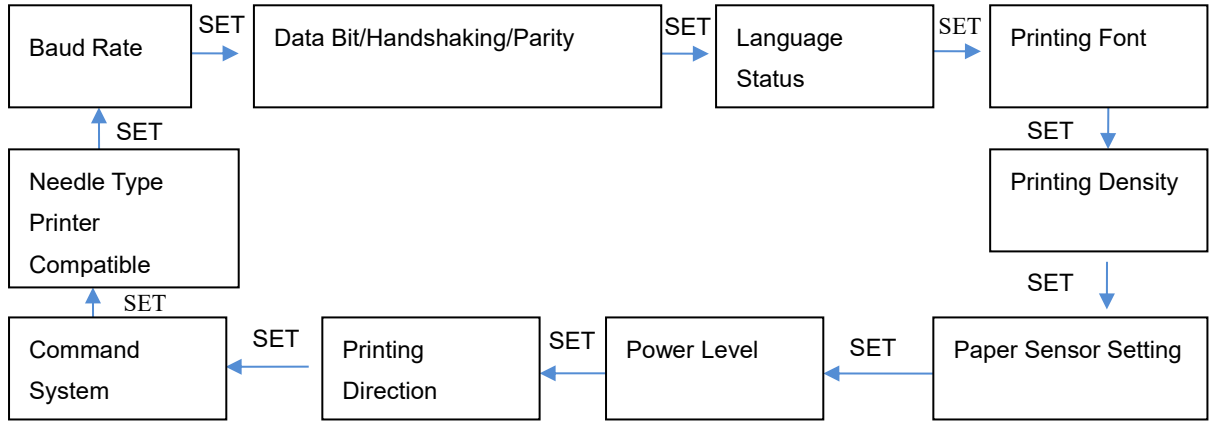 Baud Rate
SET
Data Bit/Handshaking/Parity
SET
Language
Status
SET
Printing Font
SET
Printing Density
SET
Paper Sensor Setting
SET
Power Level
SET
Printing
Direction
SET
Command
System
SET
Needle Type
Printer
Compatible
SET